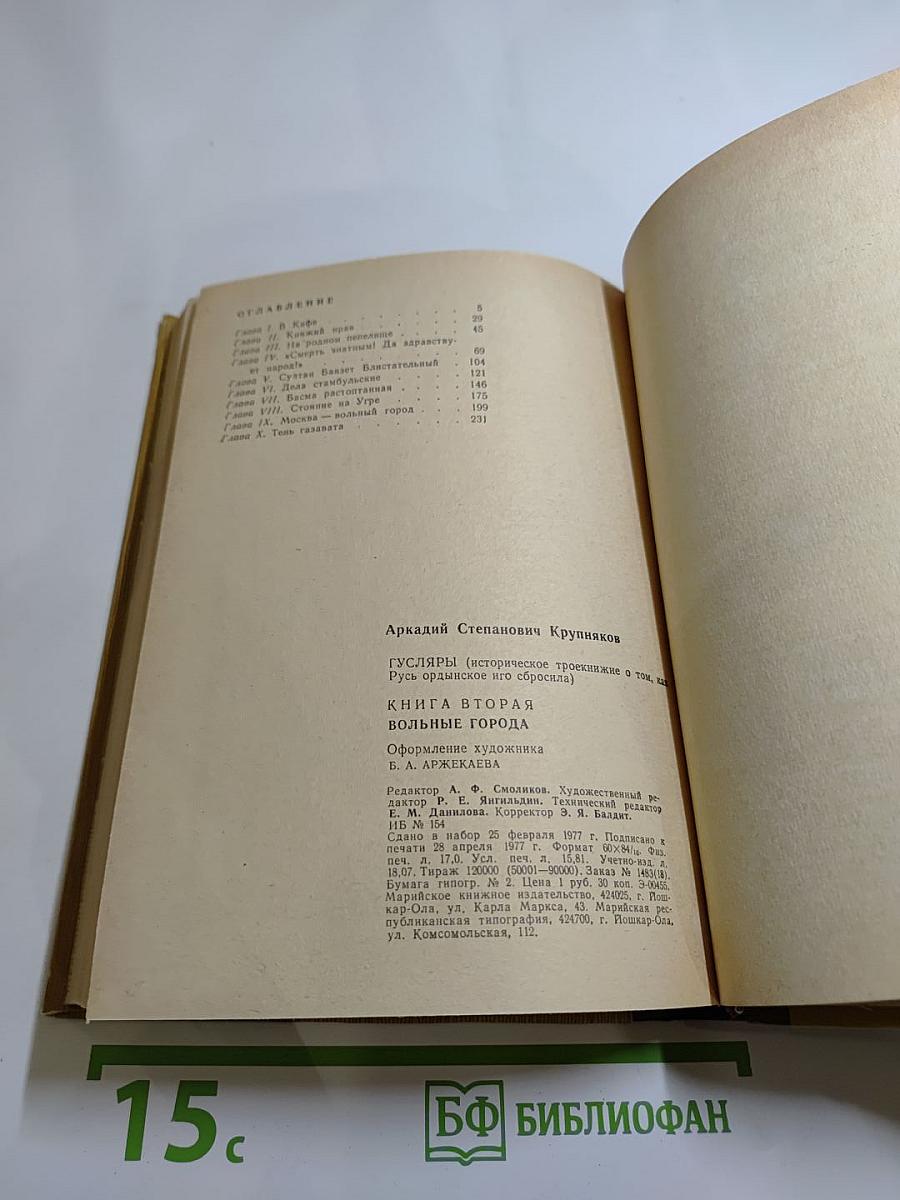 ОГЛАВЛЕНИЕ
Глава I. В Кафе . . . . . . . 5
Глава II. Княжий нрав . . . . . . 29
Глава III. На родном пепелище . . . . 45
Глава IV. «Смерть знатным! Да здравству-
ет народ!» . . . . . . . 69
Глава V. Султан Баязет Блистательный . 104
Глава VI. Дела стамбульские . . . . 121
Глава VII. Басма растоптанная . . . . 146
Глава VIII. Стояние на Угре . . . . 175
Глава IX. Москва — вольный город . . . 199
Глава X. Тень газавата . . . . . . 231
Аркадий Степанович Крупняков
ГУСЛЯРЫ (историческое троекнижие о том, как
Русь ордынское иго сбросила)
КНИГА ВТОРАЯ
ВОЛЬНЫЕ ГОРОДА
Оформление художника
Б. А. АРЖЕКАЕВА
Редактор А. Ф. Смоликов. Художественный ре-
дактор Р. Е. Янгильдин. Технический редактор
Е. М. Данилова. Корректор Э. Я. Балдит.
ИБ № 154
Сдано в набор 25 февраля 1977 г. Подписано к
печати 28 апреля 1977 г. Формат 60×84/16. Физ.
печ. л. 17,0. Усл. печ. л. 15,81. Учетно-изд. л.
18,07. Тираж 120000 (50001—90000). Заказ № 1483(18).
Бумага типогр. № 2. Цена 1 руб. 30 коп. Э-00455.
Марийское книжное издательство, 424025, г. Йош-
кар-Ола, ул. Карла Маркса, 43. Марийская рес-
публиканская типография, 424700, г. Йошкар-Ола,
ул. Комсомольская, 112.
15 с
БФ БИБЛИОФАН